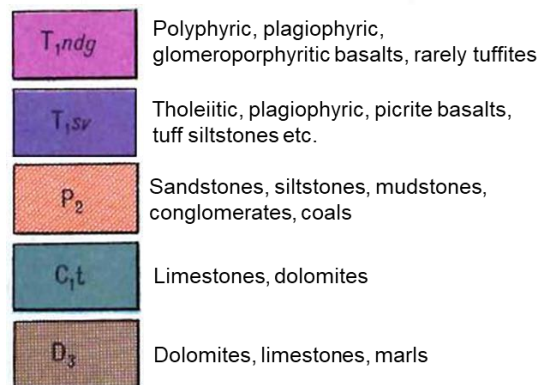 T₁ndg
Polyphyric, plagiophyric,
glomeroporphyritic basalts, rarely tuffites
T₁sv
Tholeiitic, plagiophyric, picrite basalts,
tuff siltstones etc.
P₂
Sandstones, siltstones, mudstones,
conglomerates, coals
C₁t
Limestones, dolomites
D₃
Dolomites, limestones, marls